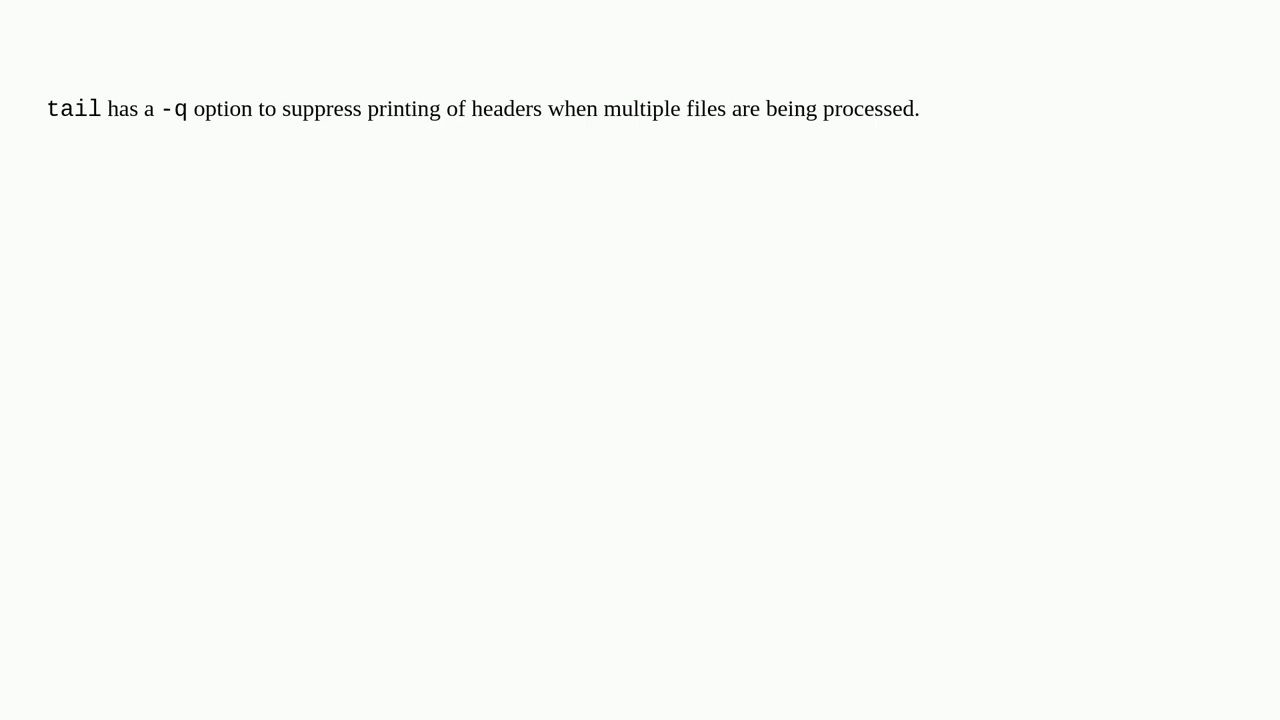 tail has a -q option to suppress printing of headers when multiple files are being processed.